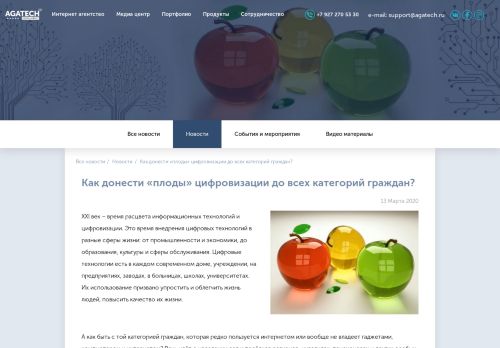 AGATECH
Интернет агентство
Медиа центр
Портфолио
Продукты
Сотрудничество
+7 927 270 53 30
e-mail: support@agatech.ru
Все новости
Новости
События и мероприятия
Видео материалы
Все новости / Новости / Как донести «плоды» цифровизации до всех категорий граждан?
Как донести «плоды» цифровизации до всех категорий граждан?
13 Марта 2020
XXI век – время расцвета информационных технологий и
цифровизации. Это время внедрения цифровых технологий в
разные сферы жизни: от промышленности и экономики, до
образования, культуры и сферы обслуживания. Цифровые
технологии есть в каждом современном доме, учреждении, на
предприятиях, заводах, в больницах, школах, университетах.
Их использование призвано упростить и облегчить жизнь
людей, повысить качество их жизни.
А как быть с той категорией граждан, которая редко пользуется интернетом или вообще не владеет гаджетами,